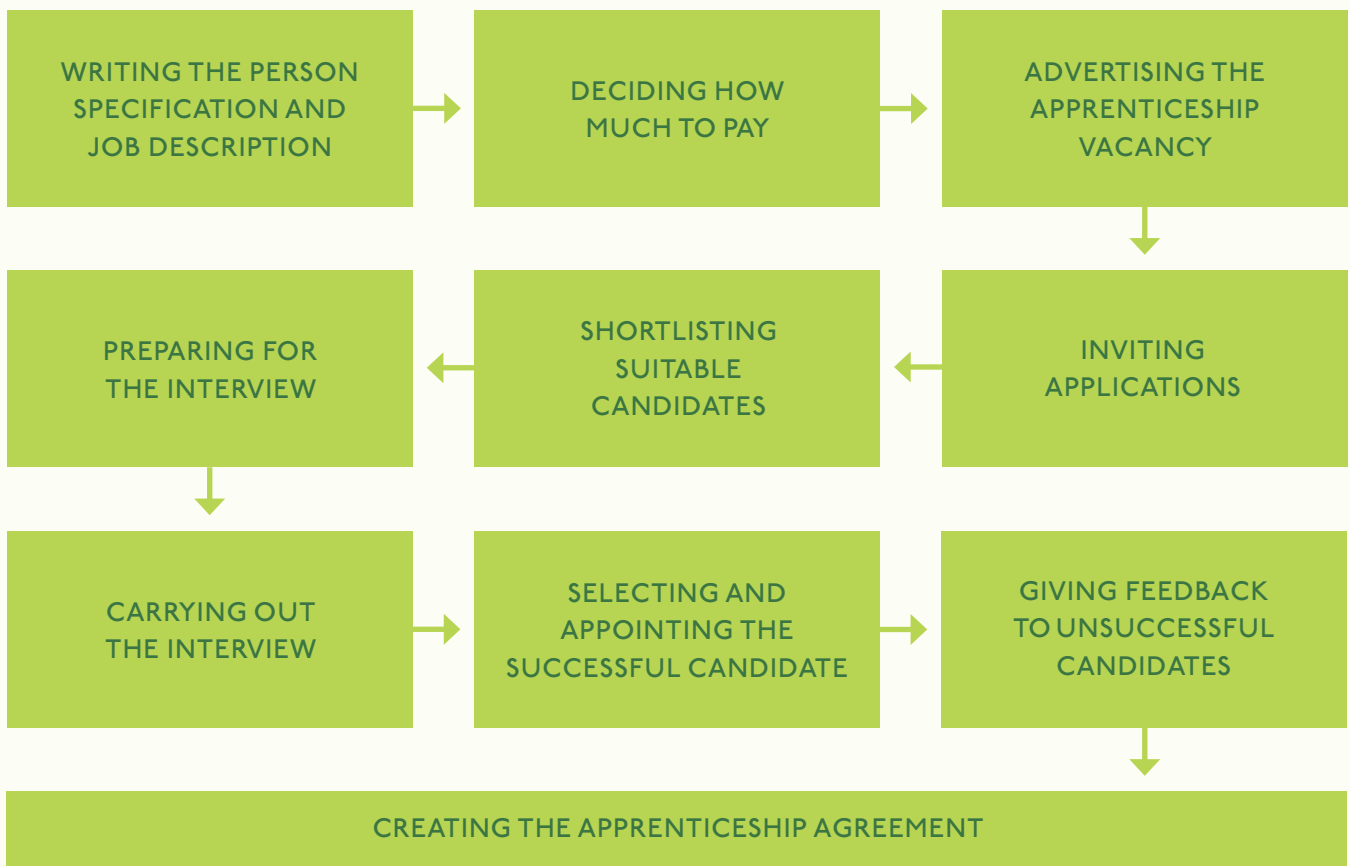 WRITING THE PERSON
SPECIFICATION AND
JOB DESCRIPTION
DECIDING HOW
MUCH TO PAY
ADVERTISING THE
APPRENTICESHIP
VACANCY
INVITING
APPLICATIONS
SHORTLISTING
SUITABLE
CANDIDATES
PREPARING FOR
THE INTERVIEW
CARRYING OUT
THE INTERVIEW
SELECTING AND
APPOINTING THE
SUCCESSFUL CANDIDATE
GIVING FEEDBACK
TO UNSUCCESSFUL
CANDIDATES
CREATING THE APPRENTICESHIP AGREEMENT